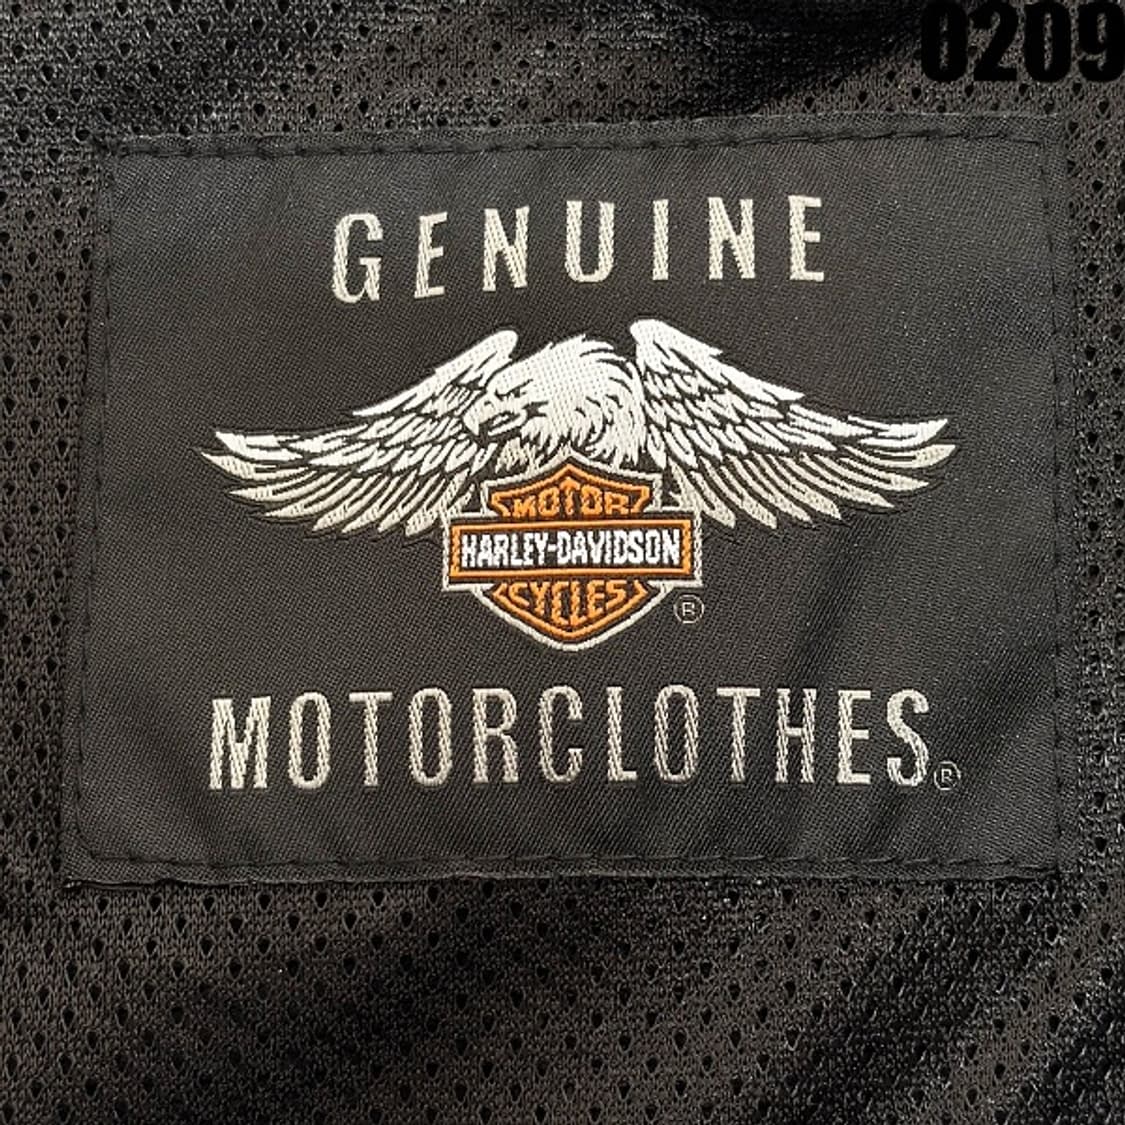 0209
GENUINE
MOTOR
HARLEY-DAVIDSON
CYCLES ®
MOTORCLOTHES®